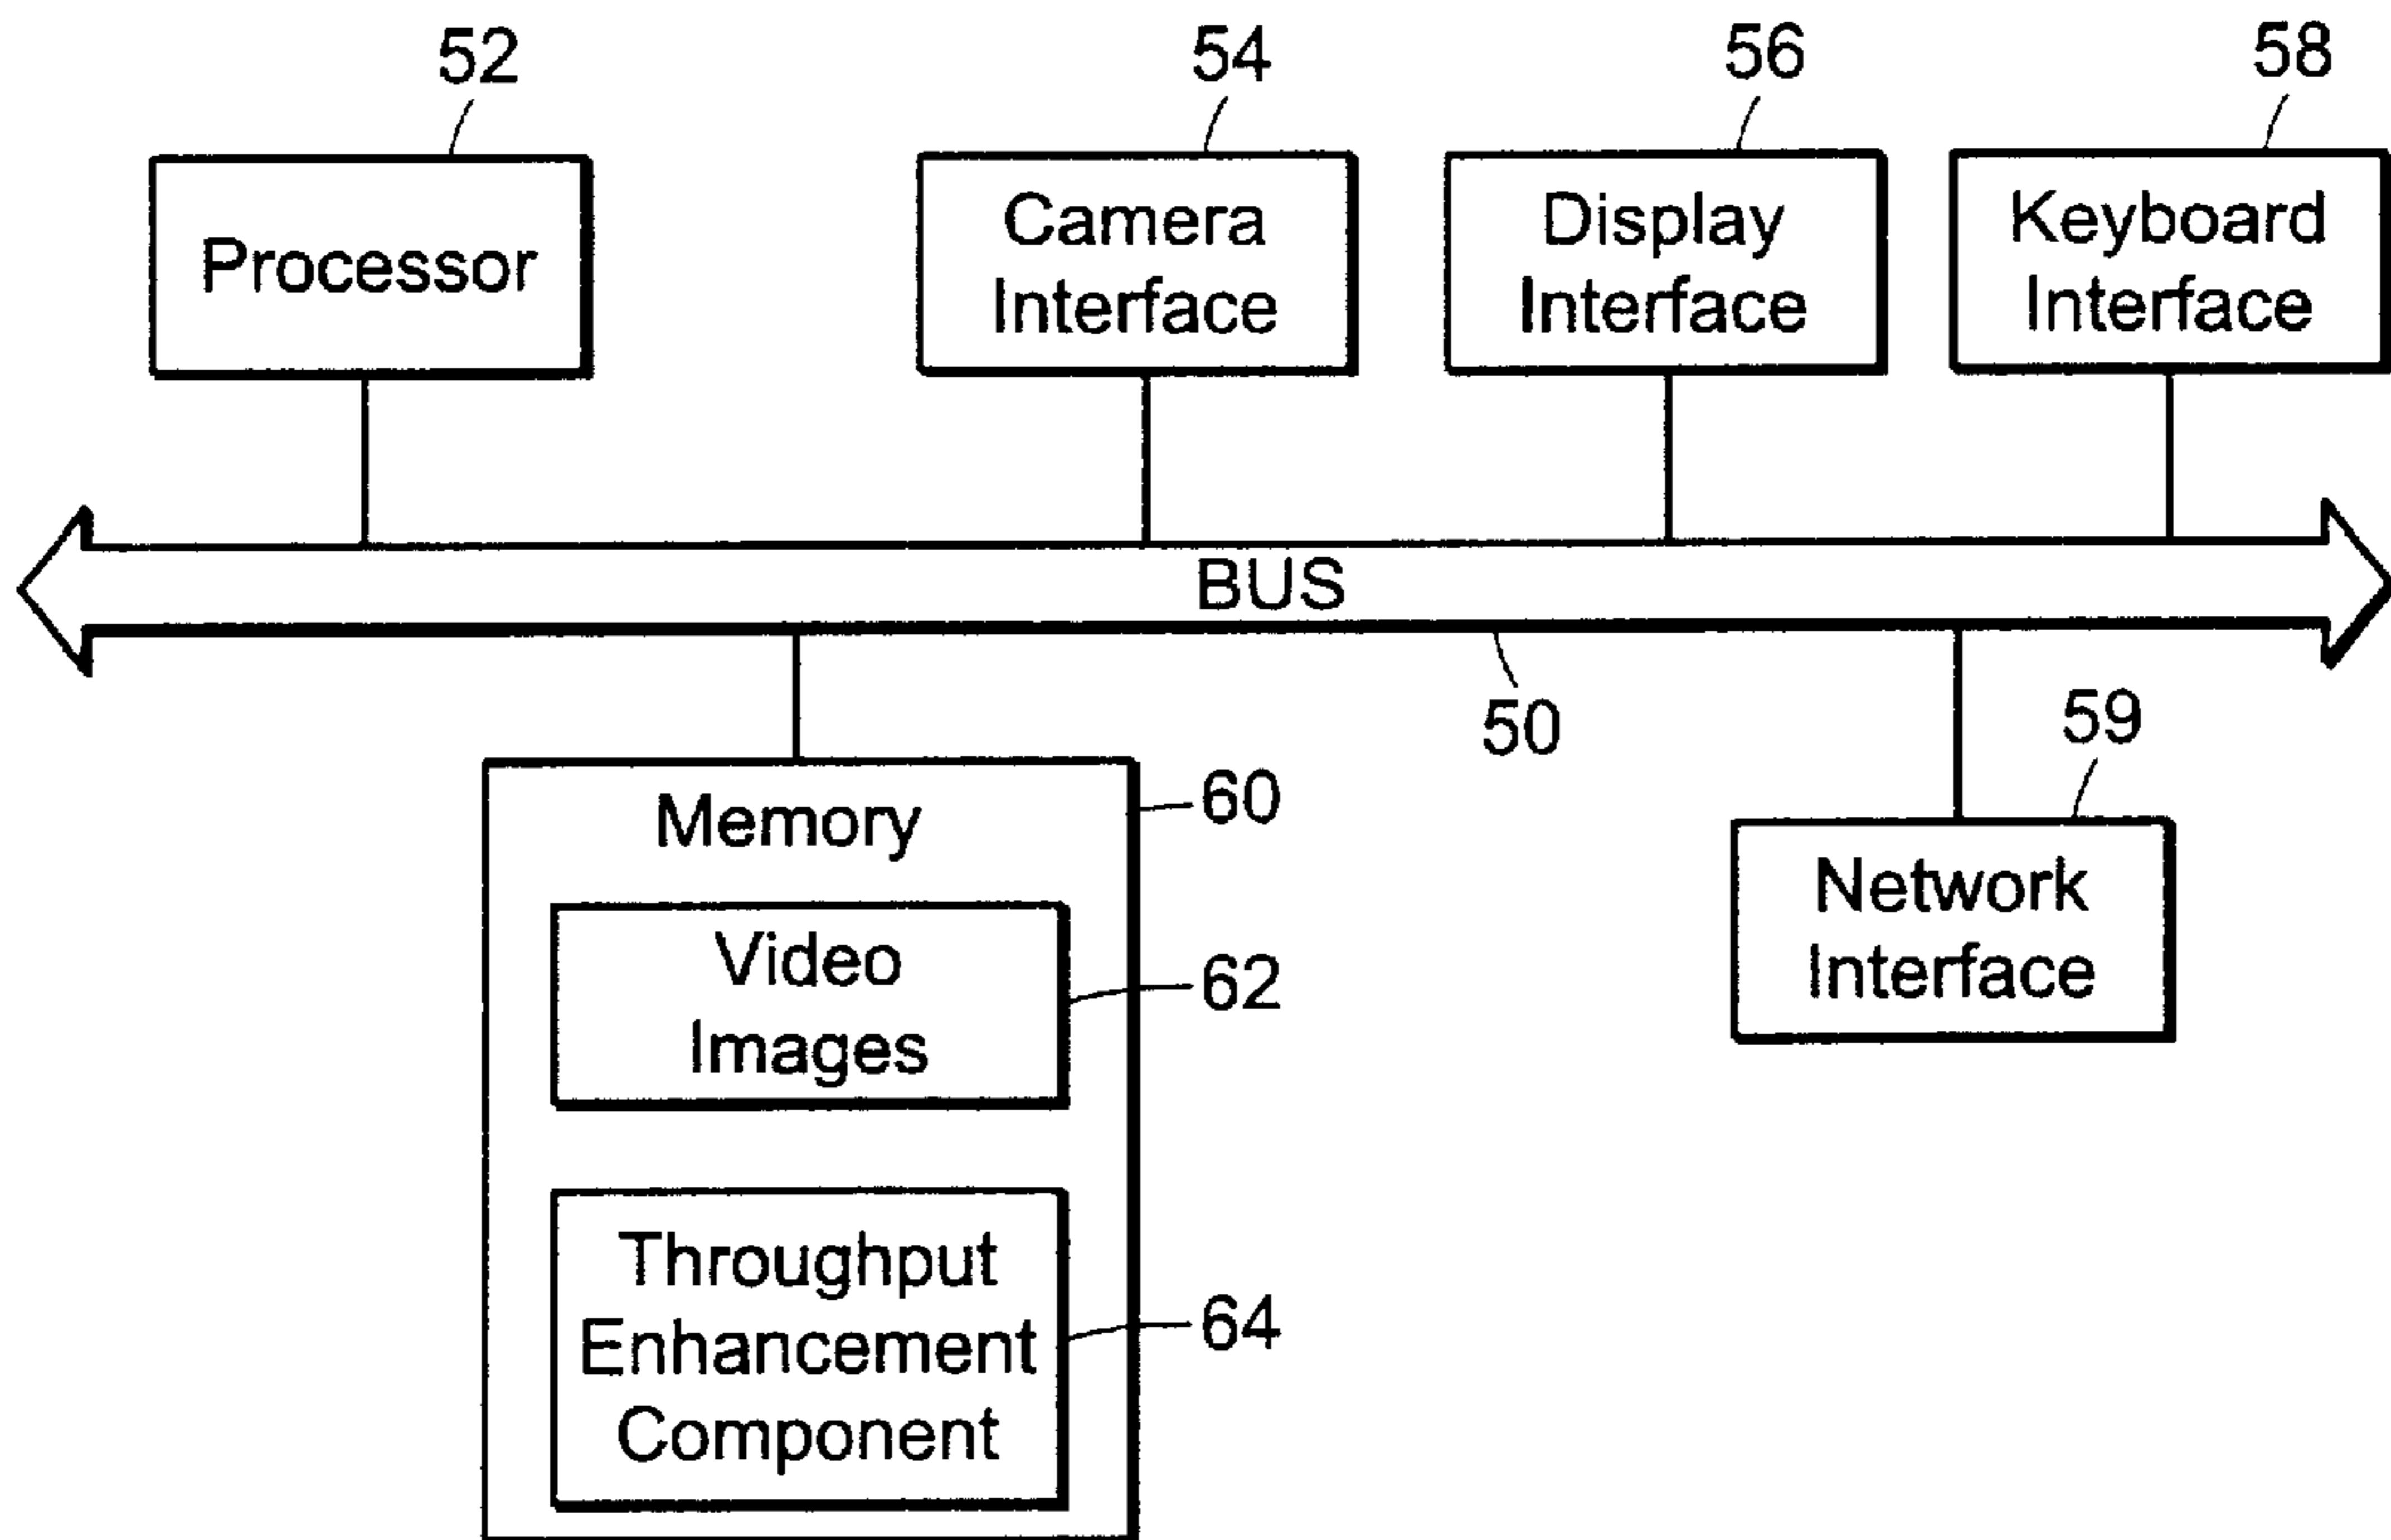 52
54
56
58
Processor
Camera
Interface
Display
Interface
Keyboard
Interface
BUS
50
59
Memory
60
Network
Interface
Video
Images
62
Throughput
Enhancement
Component
64